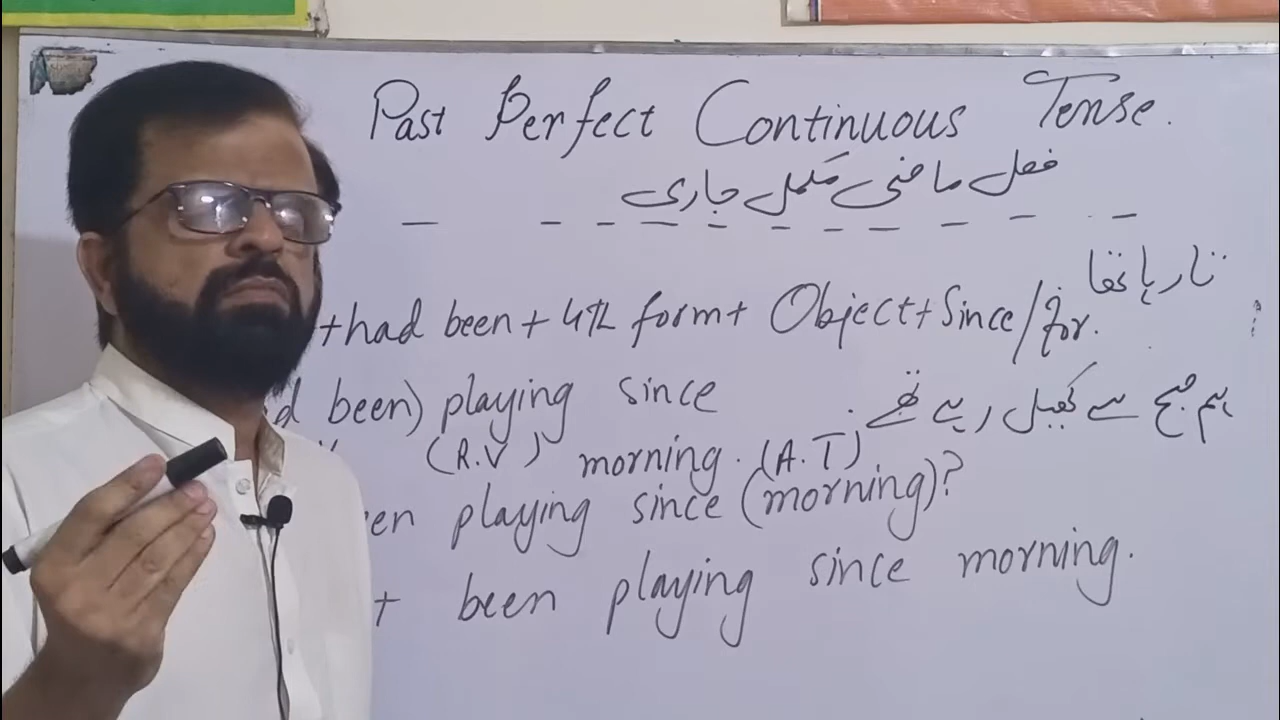 Past Perfect Continuous Tense.
فعل ماضی مکمل جاری
تا رہا تھا
+had been + 4th form + Object + Since/for.
d been) playing since
ہم صبح سے کھیل رہے تھے.
(R.V) morning. (A.T)
en playing since (morning)?
t been playing since morning.